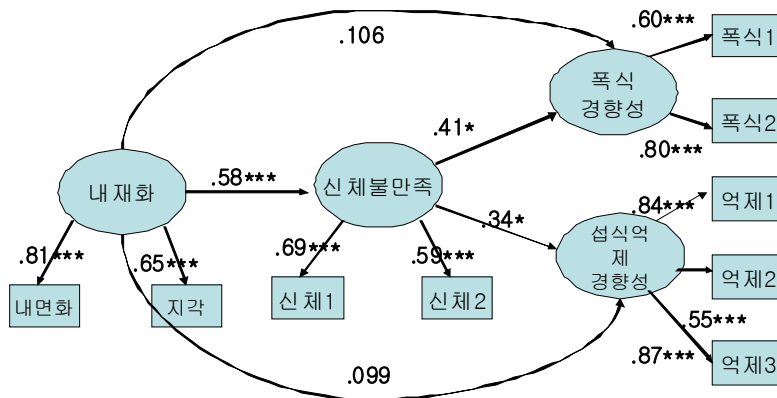 .60***
폭식1
.106
폭식
경향성
폭식2
.41*
.80***
내재화
.58***
신체불만족
.84***
억제1
.34*
섭식억
제
경향성
.81***
.65***
.69***
.59***
억제2
내면화
지각
신체1
신체2
.55***
.87***
억제3
.099